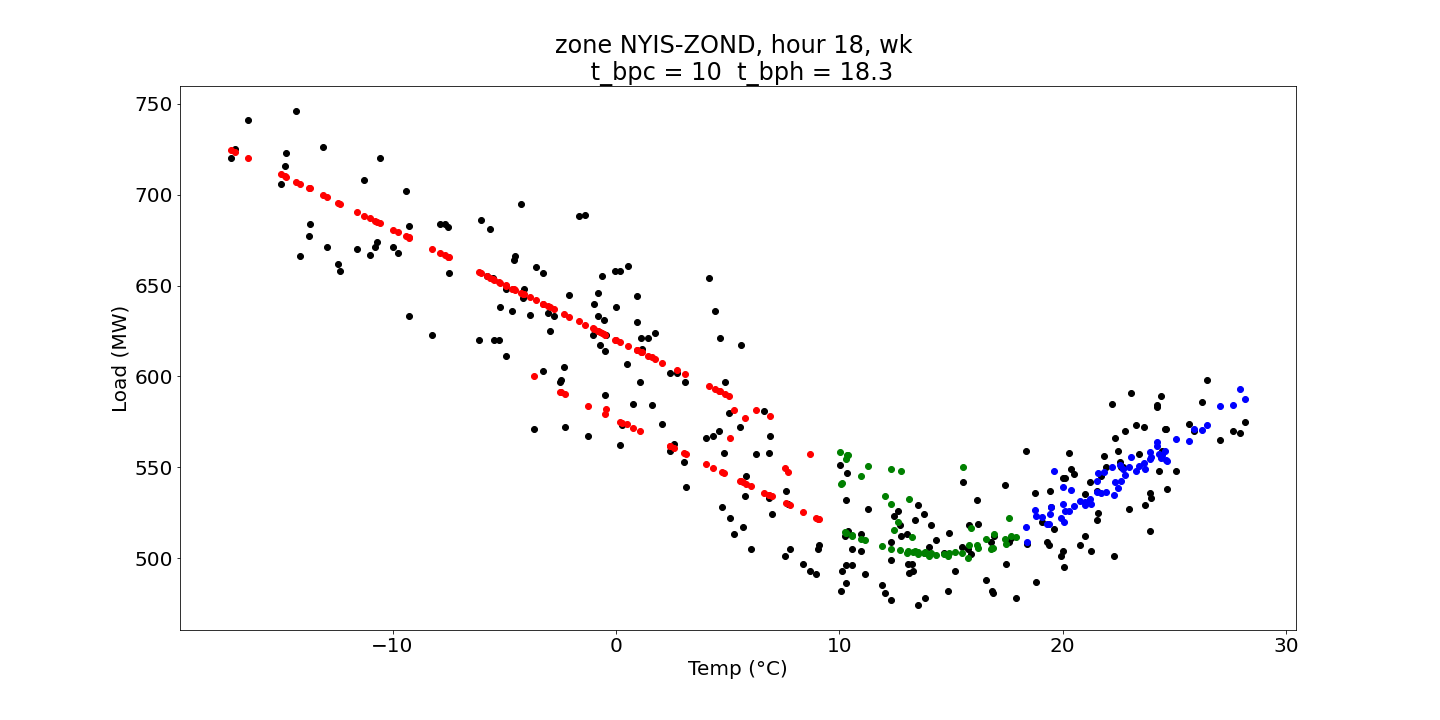 zone NYIS-ZOND, hour 18, wk
t_bpc = 10  t_bph = 18.3
750
700
650
600
550
500
Load (MW)
−10
0
10
20
30
Temp (°C)